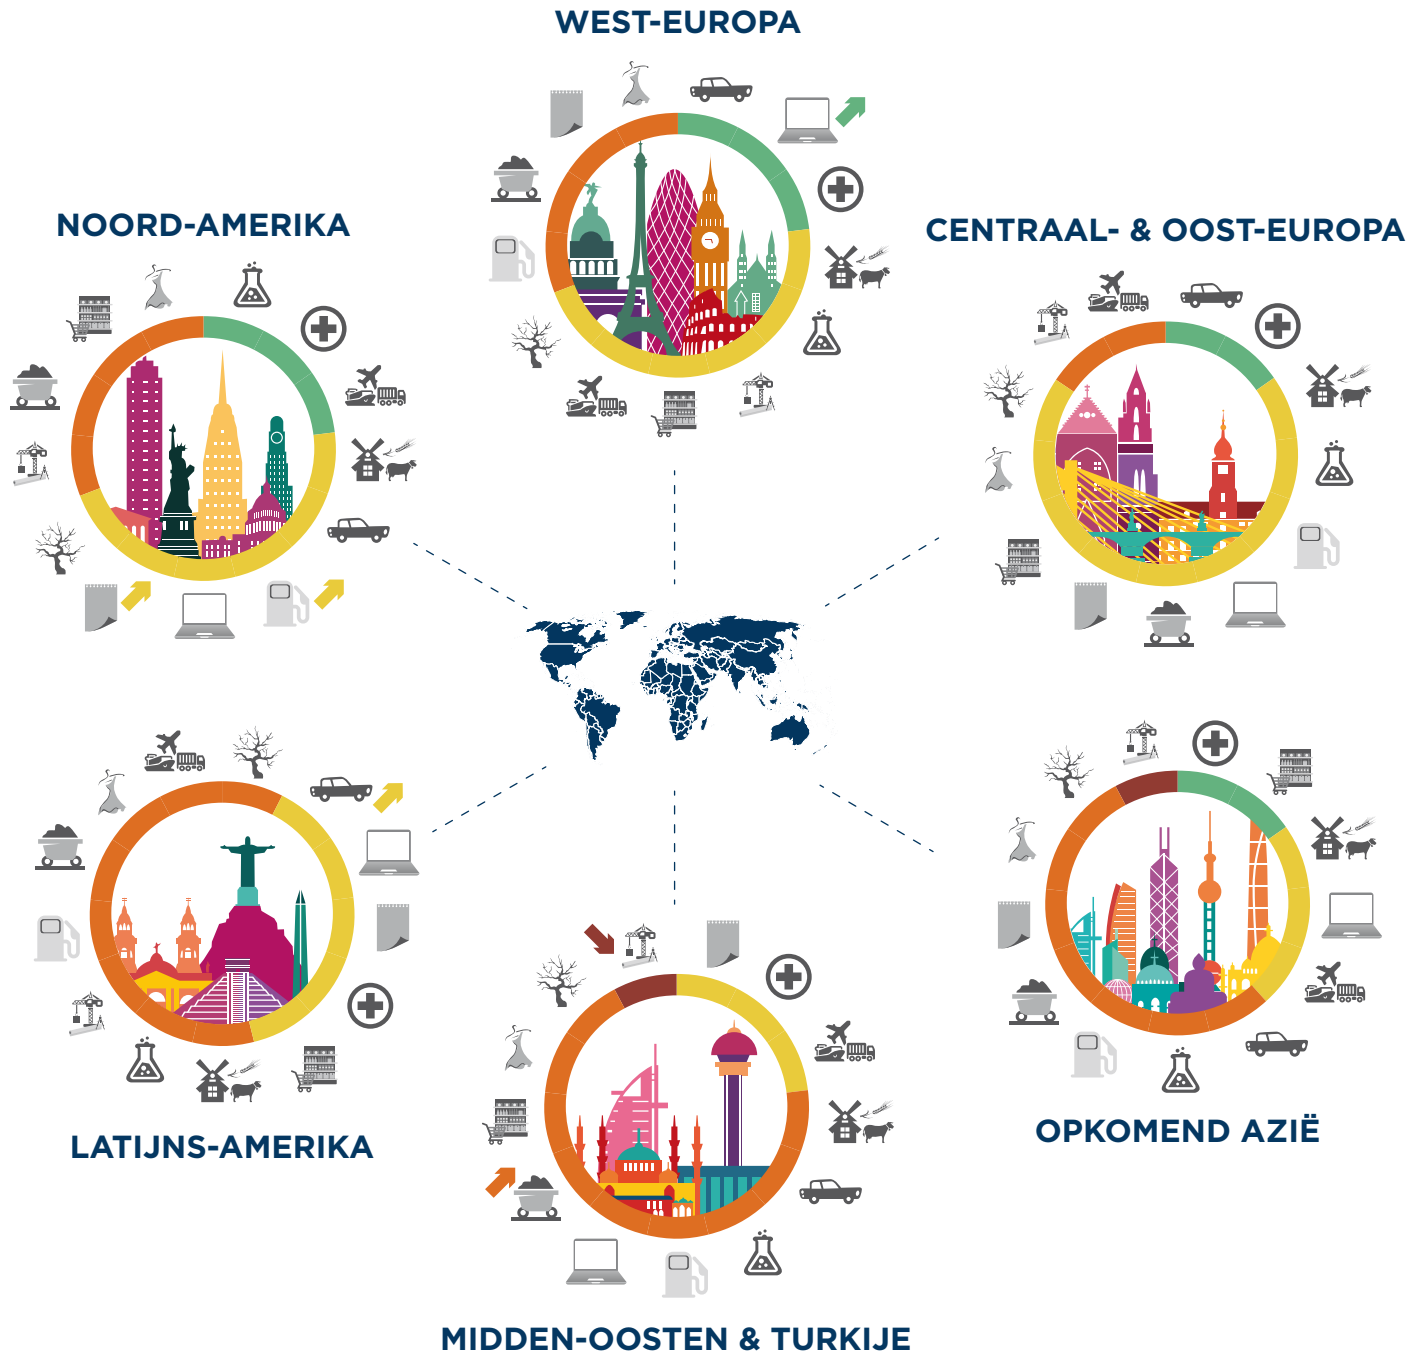 WEST-EUROPA
NOORD-AMERIKA
CENTRAAL- & OOST-EUROPA
LATIJNS-AMERIKA
OPKOMEND AZIË
MIDDEN-OOSTEN & TURKIJE